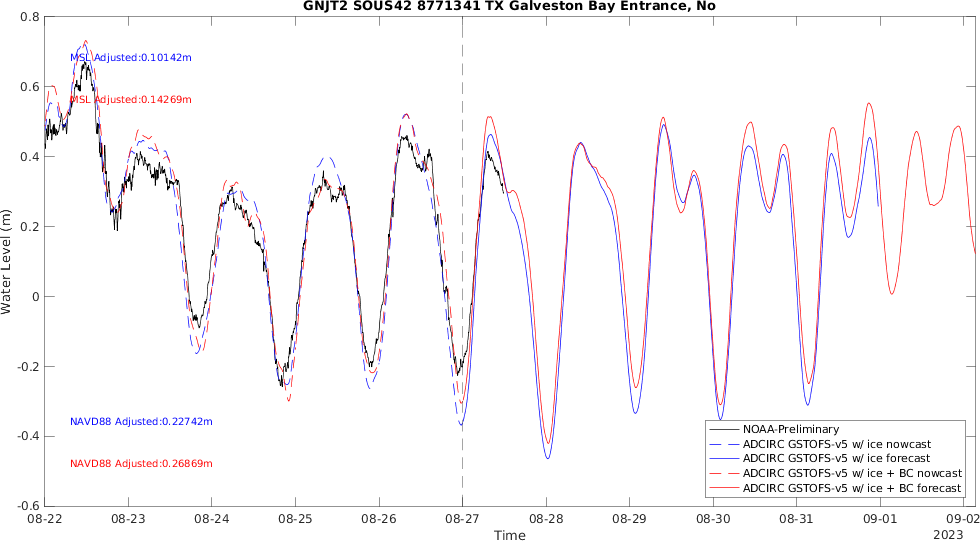 GNJT2 SOUS42 8771341 TX Galveston Bay Entrance, No
0.8
0.6
0.4
0.2
0
-0.2
-0.4
-0.6
Water Level (m)
MSL Adjusted:0.10142m
MSL Adjusted:0.14269m
NAVD88 Adjusted:0.22742m
NAVD88 Adjusted:0.26869m
NOAA-Preliminary
ADCIRC GSTOFS-v5 w/ ice nowcast
ADCIRC GSTOFS-v5 w/ ice forecast
ADCIRC GSTOFS-v5 w/ ice + BC nowcast
ADCIRC GSTOFS-v5 w/ ice + BC forecast
08-22 08-23 08-24 08-25 08-26 08-27 08-28 08-29 08-30 08-31 09-01 09-02
Time
2023